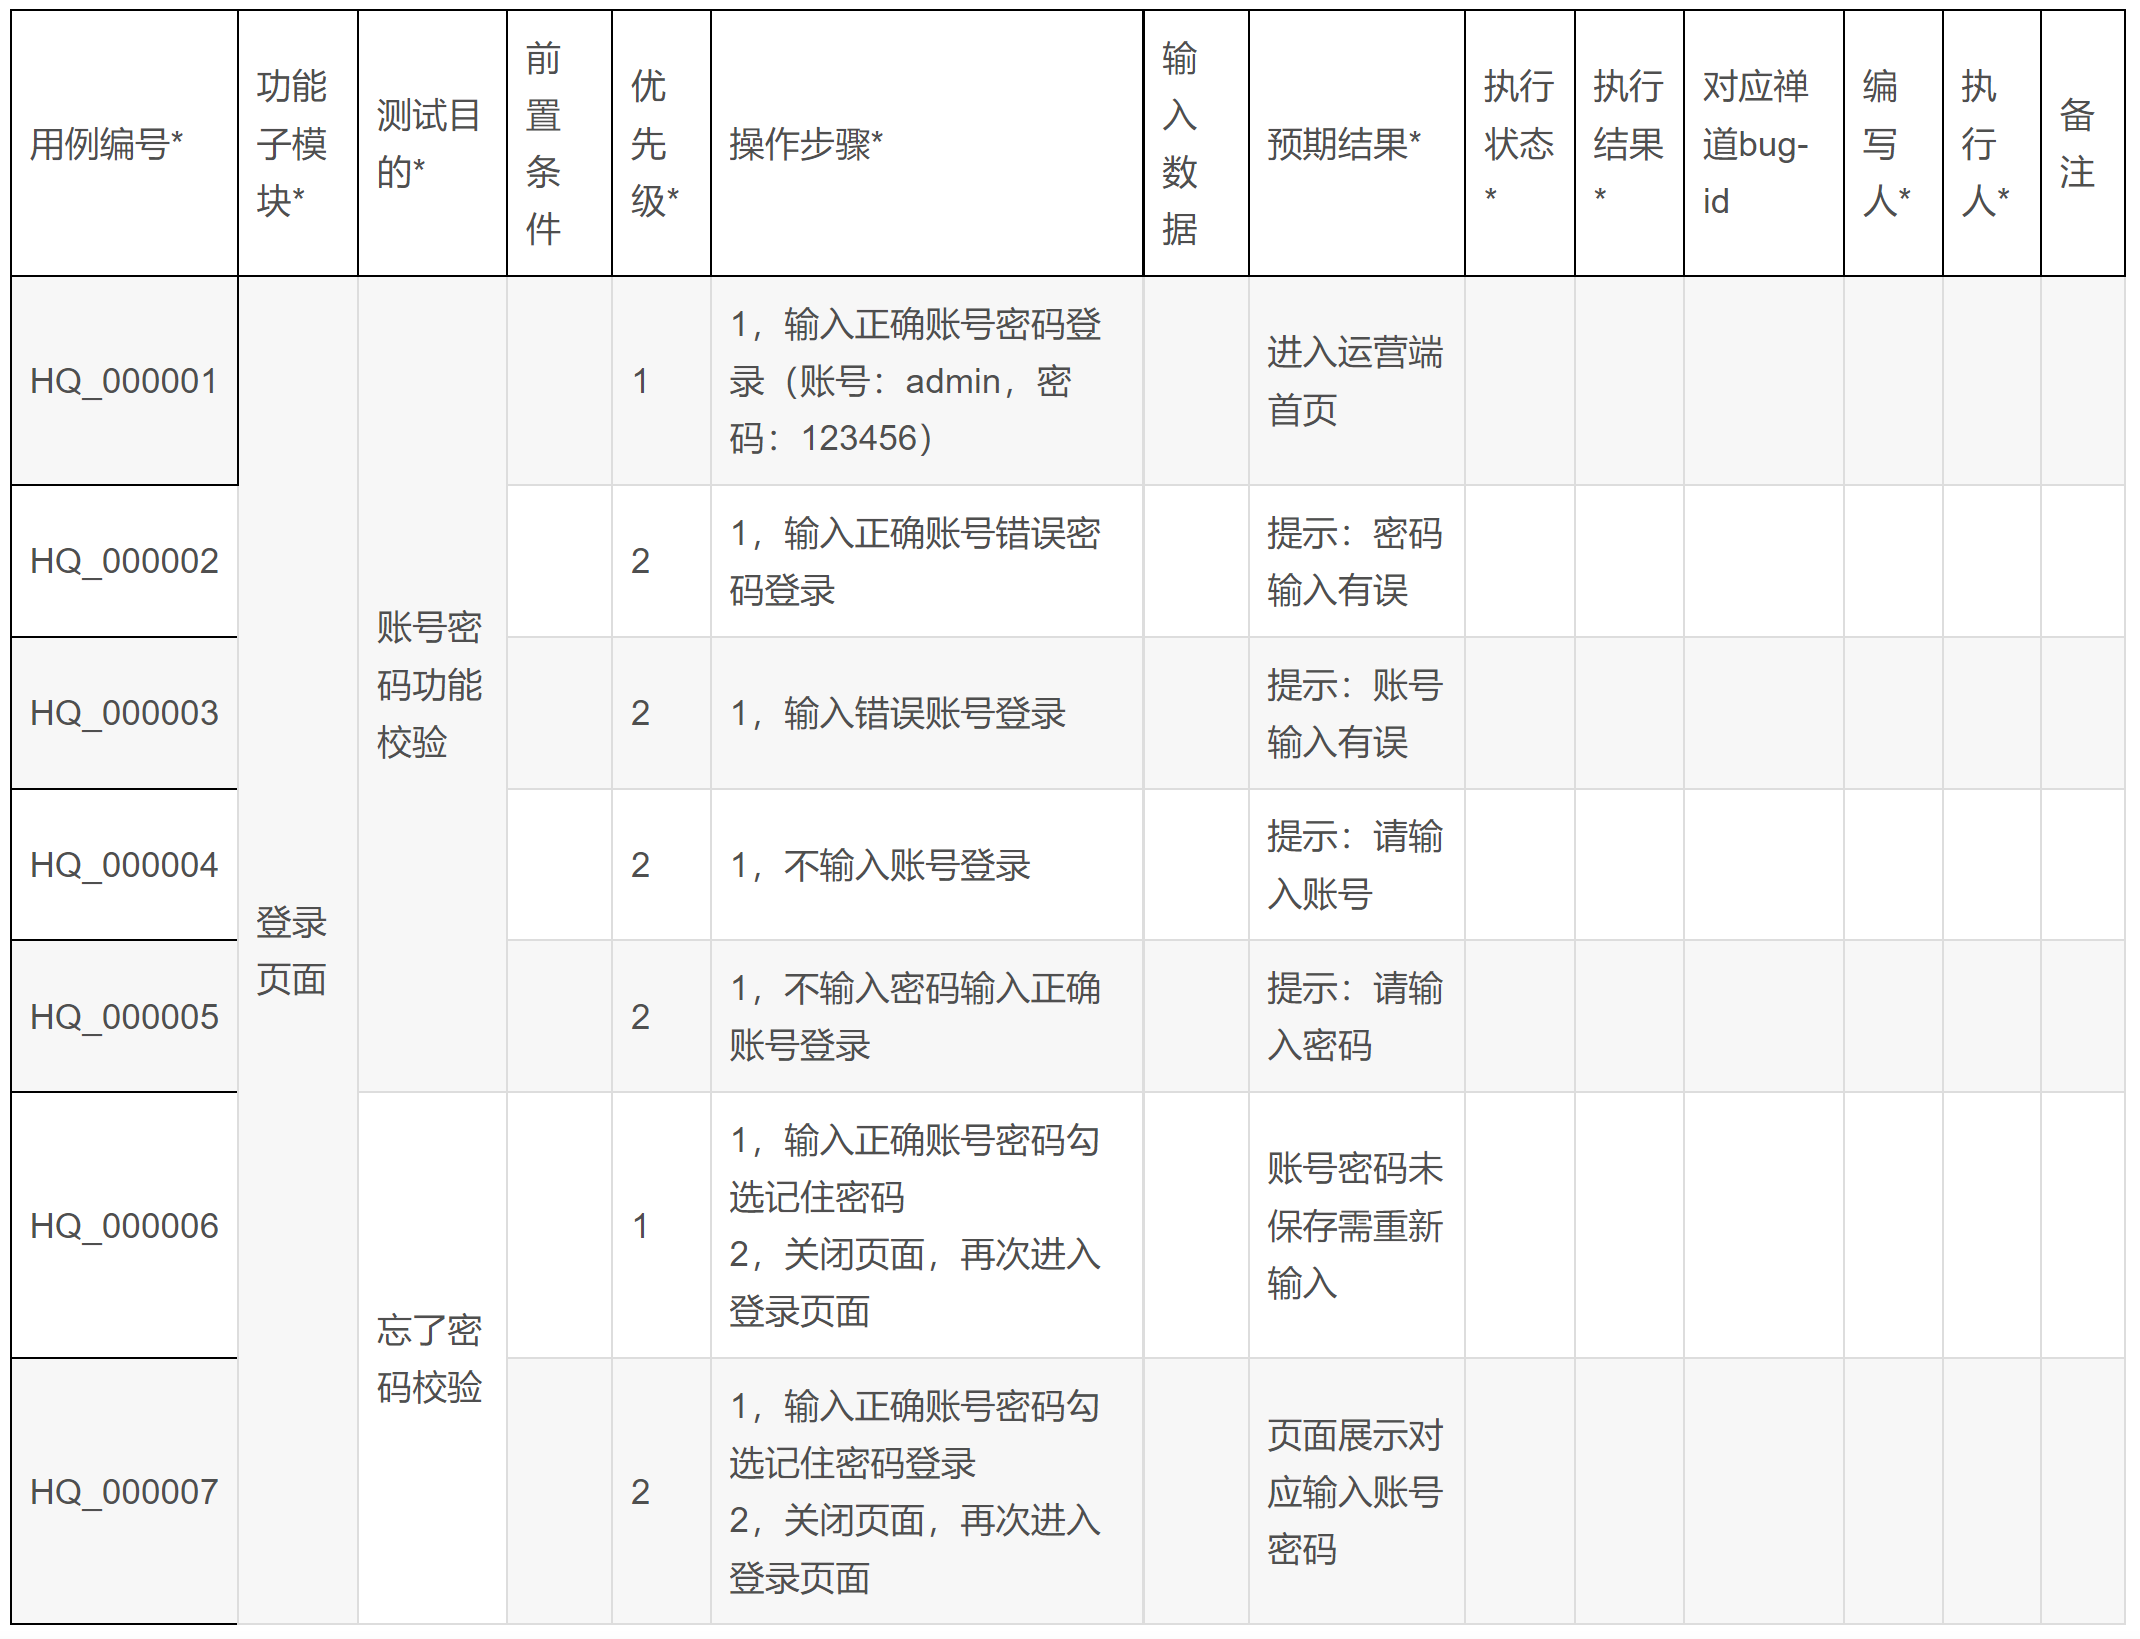 用例编号*
功能
子模
块*
测试目
的*
前
置
条
件
优
先
级*
操作步骤*
输
入
数
据
预期结果*
执行
状态
*
执行
结果
*
对应禅
道bug-
id
编
写
人*
执
行
人*
备
注
HQ_000001
登录
页面
账号密
码功能
校验
1
1，输入正确账号密码登
录（账号：admin，密
码：123456）
进入运营端
首页
HQ_000002
2
1，输入正确账号错误密
码登录
提示：密码
输入有误
HQ_000003
2
1，输入错误账号登录
提示：账号
输入有误
HQ_000004
2
1，不输入账号登录
提示：请输
入账号
HQ_000005
2
1，不输入密码输入正确
账号登录
提示：请输
入密码
HQ_000006
忘了密
码校验
1
1，输入正确账号密码勾
选记住密码
2，关闭页面，再次进入
登录页面
账号密码未
保存需重新
输入
HQ_000007
2
1，输入正确账号密码勾
选记住密码登录
2，关闭页面，再次进入
登录页面
页面展示对
应输入账号
密码